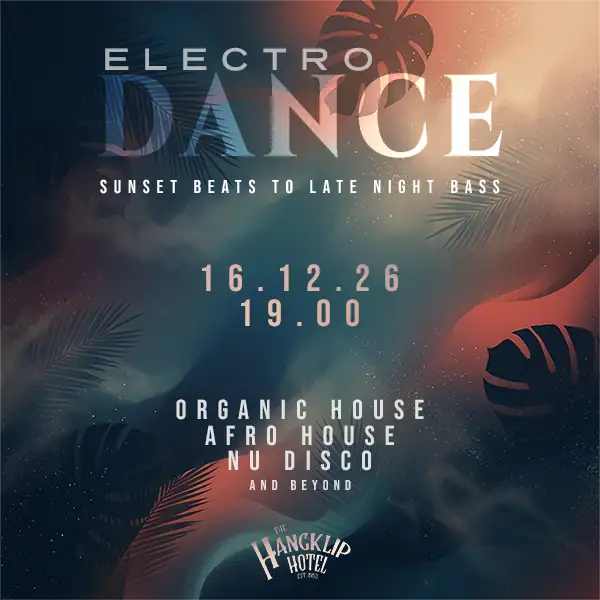 ELECTRO
DANCE
SUNSET BEATS TO LATE NIGHT BASS
16.12.26
19.00
ORGANIC HOUSE
AFRO HOUSE
NU DISCO
AND BEYOND
THE
HANGKLIP
HOTEL